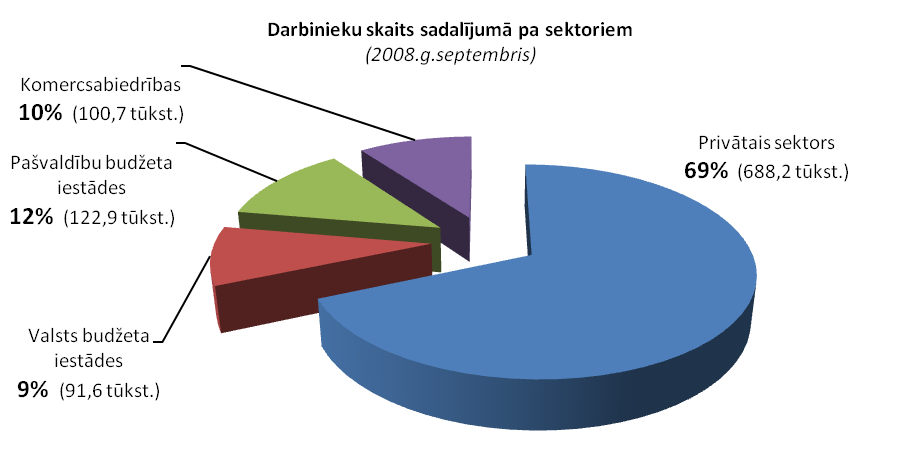 Darbinieku skaits sadalījumā pa sektoriem
(2008.g.septembris)
Komercsabiedrības
10% (100,7 tūkst.)
Pašvaldību budžeta
iestādes
12% (122,9 tūkst.)
Valsts budžeta
iestādes
9% (91,6 tūkst.)
Privātais sektors
69% (688,2 tūkst.)